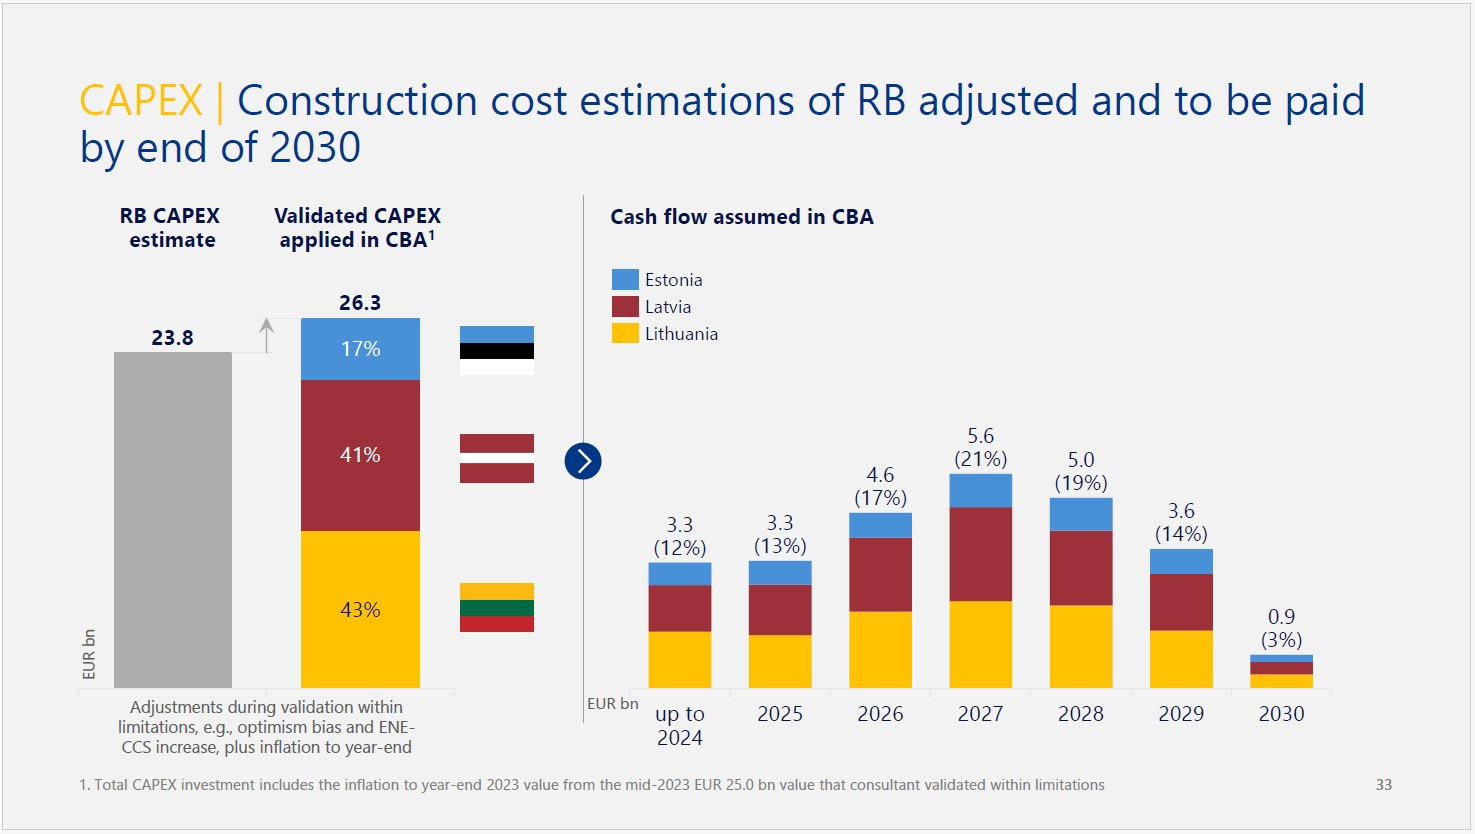 CAPEX | Construction cost estimations of RB adjusted and to be paid
by end of 2030
RB CAPEX
estimate
Validated CAPEX
applied in CBA¹
23.8
26.3
17%
41%
43%
EUR bn
Adjustments during validation within
limitations, e.g., optimism bias and ENE-
CCS increase, plus inflation to year-end
Cash flow assumed in CBA
Estonia
Latvia
Lithuania
3.3
(12%)
3.3
(13%)
4.6
(17%)
5.6
(21%)
5.0
(19%)
3.6
(14%)
0.9
(3%)
EUR bn
up to
2024
2025
2026
2027
2028
2029
2030
1. Total CAPEX investment includes the inflation to year-end 2023 value from the mid-2023 EUR 25.0 bn value that consultant validated within limitations
33